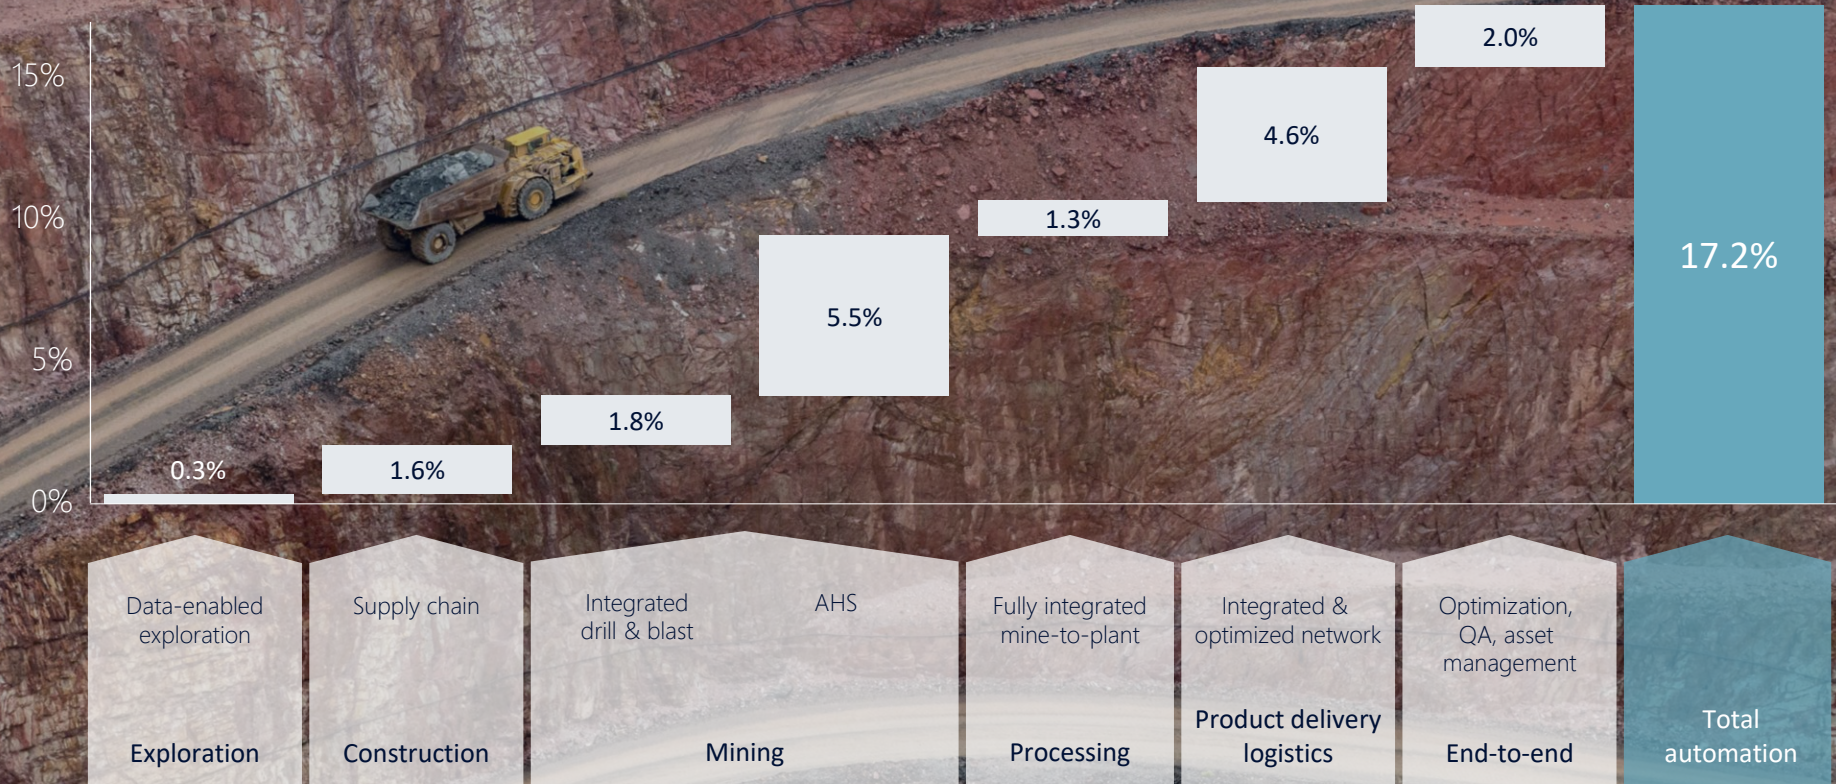 15%
10%
5%
0%
0.3%
1.6%
1.8%
5.5%
1.3%
4.6%
2.0%
17.2%
Data-enabled
exploration
Exploration
Supply chain
Construction
Integrated
drill & blast
AHS
Mining
Fully integrated
mine-to-plant
Processing
Integrated &
optimized network
Product delivery
logistics
Optimization,
QA, asset
management
End-to-end
Total
automation